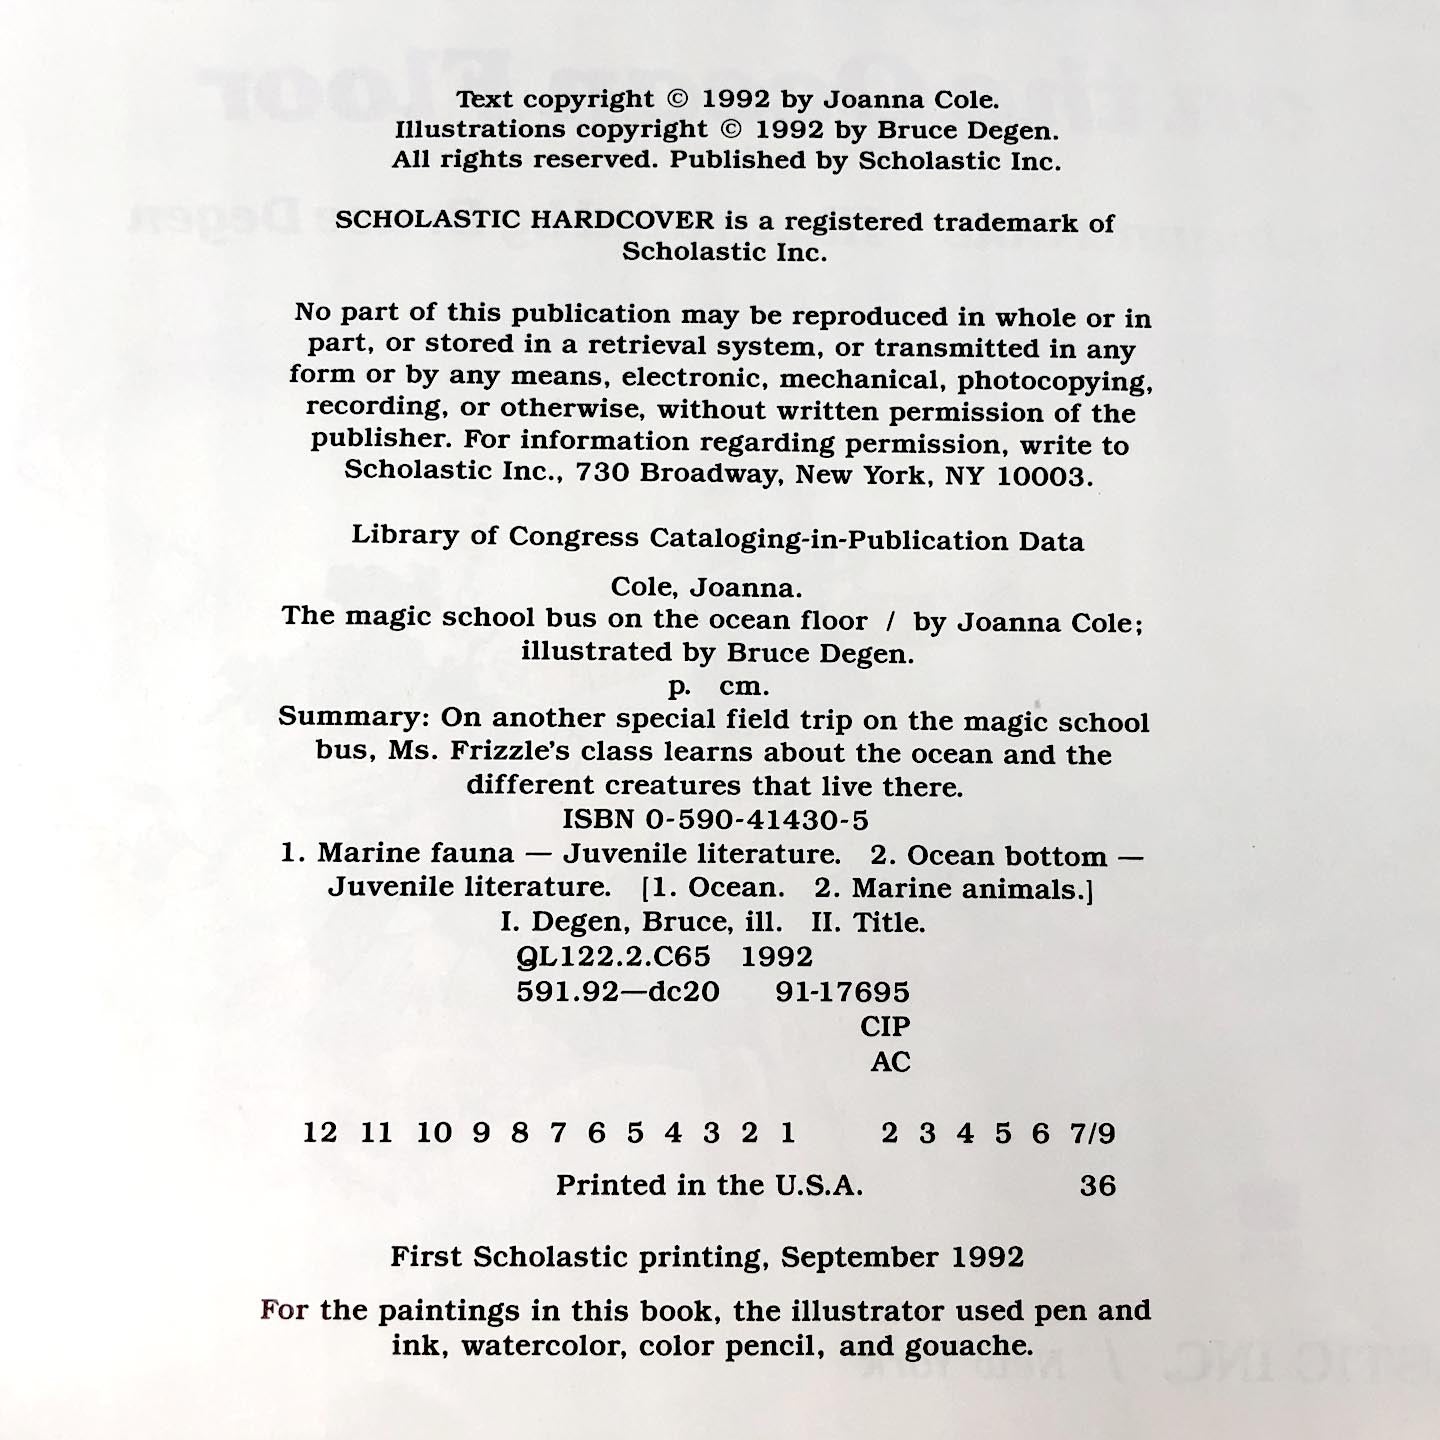 Text copyright © 1992 by Joanna Cole.
Illustrations copyright © 1992 by Bruce Degen.
All rights reserved. Published by Scholastic Inc.
SCHOLASTIC HARDCOVER is a registered trademark of
Scholastic Inc.
No part of this publication may be reproduced in whole or in
part, or stored in a retrieval system, or transmitted in any
form or by any means, electronic, mechanical, photocopying,
recording, or otherwise, without written permission of the
publisher. For information regarding permission, write to
Scholastic Inc., 730 Broadway, New York, NY 10003.
Library of Congress Cataloging-in-Publication Data
Cole, Joanna.
The magic school bus on the ocean floor / by Joanna Cole;
illustrated by Bruce Degen.
p. cm.
Summary: On another special field trip on the magic school
bus, Ms. Frizzle's class learns about the ocean and the
different creatures that live there.
ISBN 0-590-41430-5
1. Marine fauna — Juvenile literature. 2. Ocean bottom —
Juvenile literature. [1. Ocean. 2. Marine animals.]
I. Degen, Bruce, ill. II. Title.
QL122.2.C65 1992
591.92—dc20 91-17695
CIP
AC
12 11 10 9 8 7 6 5 4 3 2 1 2 3 4 5 6 7/9
Printed in the U.S.A. 36
First Scholastic printing, September 1992
For the paintings in this book, the illustrator used pen and
ink, watercolor, color pencil, and gouache.